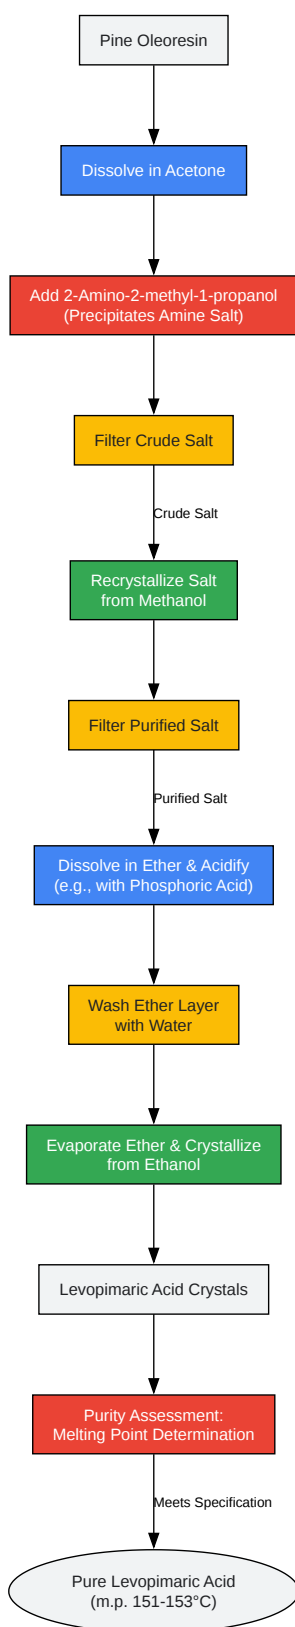 Pine Oleoresin
Dissolve in Acetone
Add 2-Amino-2-methyl-1-propanol
(Precipitates Amine Salt)
Filter Crude Salt
Crude Salt
Recrystallize Salt
from Methanol
Filter Purified Salt
Purified Salt
Dissolve in Ether & Acidify
(e.g., with Phosphoric Acid)
Wash Ether Layer
with Water
Evaporate Ether & Crystallize
from Ethanol
Levopimaric Acid Crystals
Purity Assessment:
Melting Point Determination
Meets Specification
Pure Levopimaric Acid
(m.p. 151-153°C)